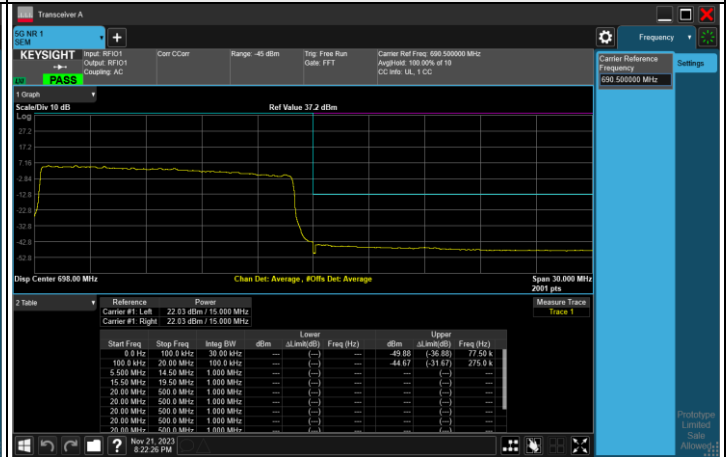 Transceiver A
5G NR 1
SEM
Frequency
KEYSIGHT Input: RFIO1 Corr CCorr Range: -45 dBm Trig: Free Run Carrier Ref Freq: 690.500000 MHz
Output: RFIO1 Gate: FFT Avg|Hold: 100.00% of 10
Coupling: AC CC Info: UL, 1 CC
PASS
Carrier Reference
Frequency
690.500000 MHz
Settings
1 Graph
Scale/Div 10 dB Ref Value 37.2 dBm
Log
27.2
17.2
7.16
-2.84
-12.8
-22.8
-32.8
-42.8
-52.8
Disp Center 698.00 MHz Chan Det: Average , #Offs Det: Average Span 30.000 MHz
2001 pts
2 Table
Reference Power
Carrier #1: Left 22.03 dBm / 15.000 MHz
Carrier #1: Right 22.03 dBm / 15.000 MHz
Measure Trace
Trace 1
Lower Upper
Start Freq Stop Freq Integ BW dBm ΔLimit(dB) Freq (Hz) dBm ΔLimit(dB) Freq (Hz)
0.0 Hz 100.0 kHz 30.00 kHz --- (---) --- -49.88 (-36.88) 77.50 k
100.0 kHz 20.00 MHz 100.0 kHz --- (---) --- -44.67 (-31.67) 275.0 k
5.500 MHz 14.50 MHz 1.000 MHz --- (---) --- --- (---) ---
15.50 MHz 19.50 MHz 1.000 MHz --- (---) --- --- (---) ---
20.00 MHz 500.0 MHz 1.000 MHz --- (---) --- --- (---) ---
20.00 MHz 500.0 MHz 1.000 MHz --- (---) --- --- (---) ---
20.00 MHz 500.0 MHz 1.000 MHz --- (---) --- --- (---) ---
20.00 MHz 500.0 MHz 1.000 MHz --- (---) --- --- (---) ---
20.00 MHz 500.0 MHz 1.000 MHz --- (---) --- --- (---) ---
Prototype
Limited
Sale
Allowed
Nov 21, 2023
8:22:26 PM